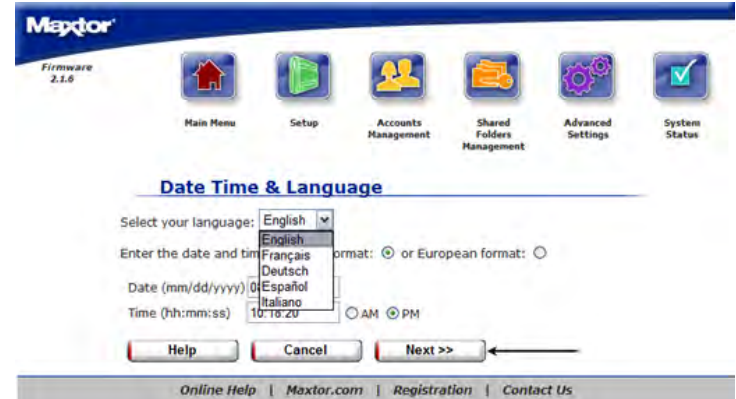 Maxtor
Firmware
2.1.6
Main Menu
Setup
Accounts
Management
Shared
Folders
Management
Advanced
Settings
System
Status
Date Time & Language
Select your language: English
English
Français
Deutsch
Español
Italiano
Enter the date and format: or European format:
Date (mm/dd/yyyy)
Time (hh:mm:ss) 10:18:20 AM PM
Help Cancel Next >>
Online Help | Maxtor.com | Registration | Contact Us